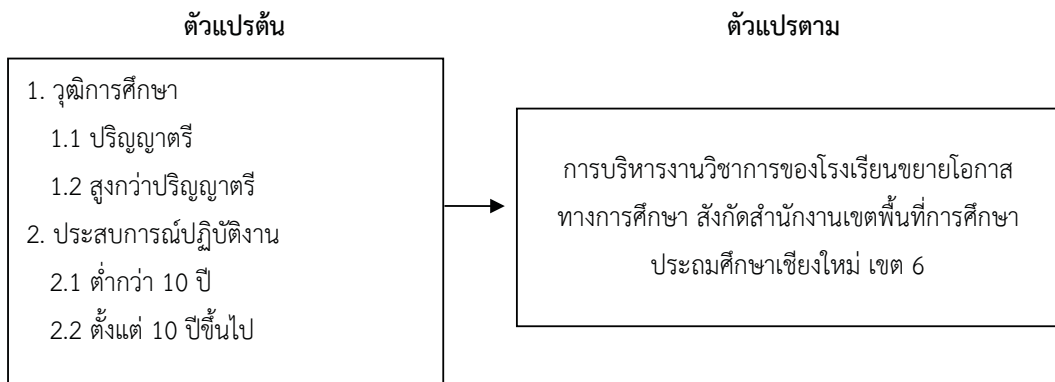 ตัวแปรต้น
1. วุฒิการศึกษา
1.1 ปริญญาตรี
1.2 สูงกว่าปริญญาตรี
2. ประสบการณ์ปฏิบัติงาน
2.1 ต่ำกว่า 10 ปี
2.2 ตั้งแต่ 10 ปีขึ้นไป
ตัวแปรตาม
การบริหารงานวิชาการของโรงเรียนขยายโอกาส
ทางการศึกษา สังกัดสำนักงานเขตพื้นที่การศึกษา
ประถมศึกษาเชียงใหม่ เขต 6